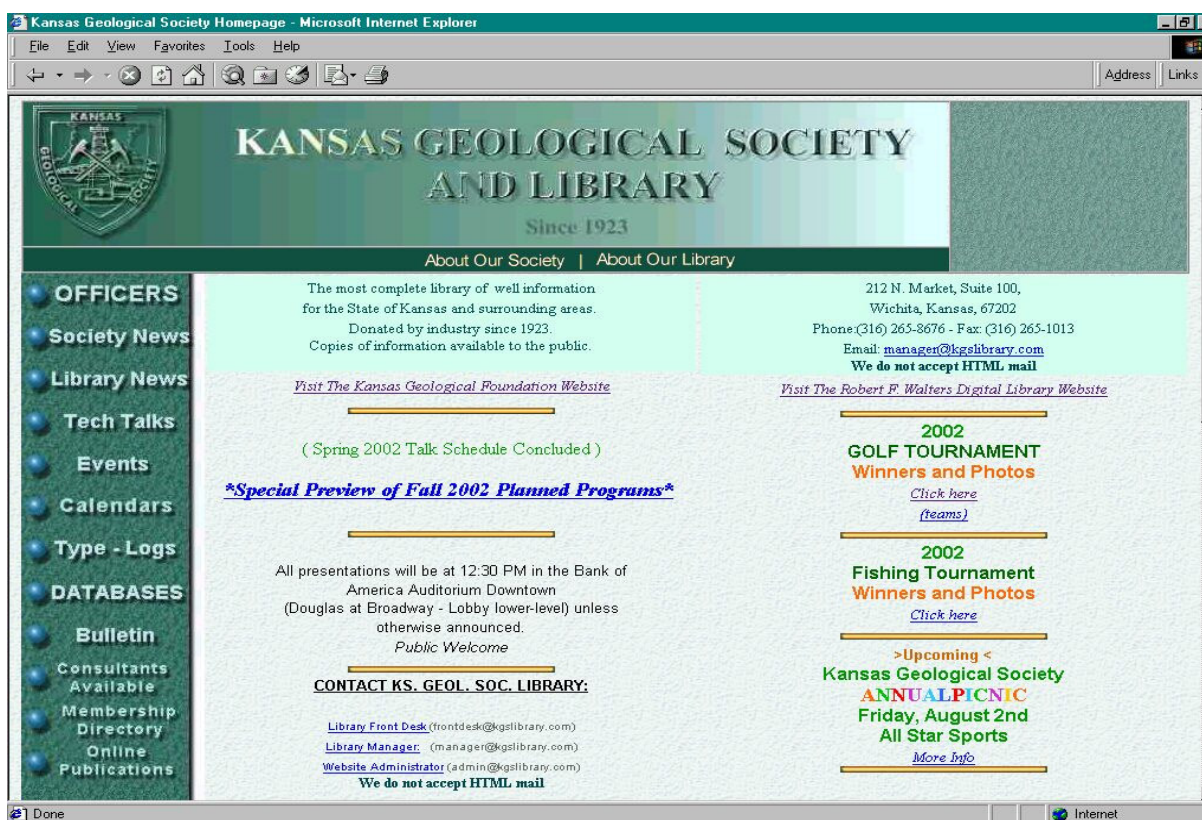 Kansas Geological Society Homepage - Microsoft Internet Explorer
File Edit View Favorites Tools Help
Address Links
KANSAS
GEOLOGICAL
SOCIETY
KANSAS GEOLOGICAL SOCIETY
AND LIBRARY
Since 1923
About Our Society | About Our Library
OFFICERS
Society News
Library News
Tech Talks
Events
Calendars
Type - Logs
DATABASES
Bulletin
Consultants
Available
Membership
Directory
Online
Publications
The most complete library of well information
for the State of Kansas and surrounding areas.
Donated by industry since 1923.
Copies of information available to the public.
Visit The Kansas Geological Foundation Website
( Spring 2002 Talk Schedule Concluded )
*Special Preview of Fall 2002 Planned Programs*
All presentations will be at 12:30 PM in the Bank of
America Auditorium Downtown
(Douglas at Broadway - Lobby lower-level) unless
otherwise announced.
Public Welcome
CONTACT KS. GEOL. SOC. LIBRARY:
Library Front Desk (frontdesk@kgslibrary.com)
Library Manager: (manager@kgslibrary.com)
Website Administrator (admin@kgslibrary.com)
We do not accept HTML mail
212 N. Market, Suite 100,
Wichita, Kansas, 67202
Phone:(316) 265-8676 - Fax: (316) 265-1013
Email: manager@kgslibrary.com
We do not accept HTML mail
Visit The Robert F. Walters Digital Library Website
2002
GOLF TOURNAMENT
Winners and Photos
Click here
(teams)
2002
Fishing Tournament
Winners and Photos
Click here
>Upcoming <
Kansas Geological Society
ANNUALPICNIC
Friday, August 2nd
All Star Sports
More Info
Done
Internet